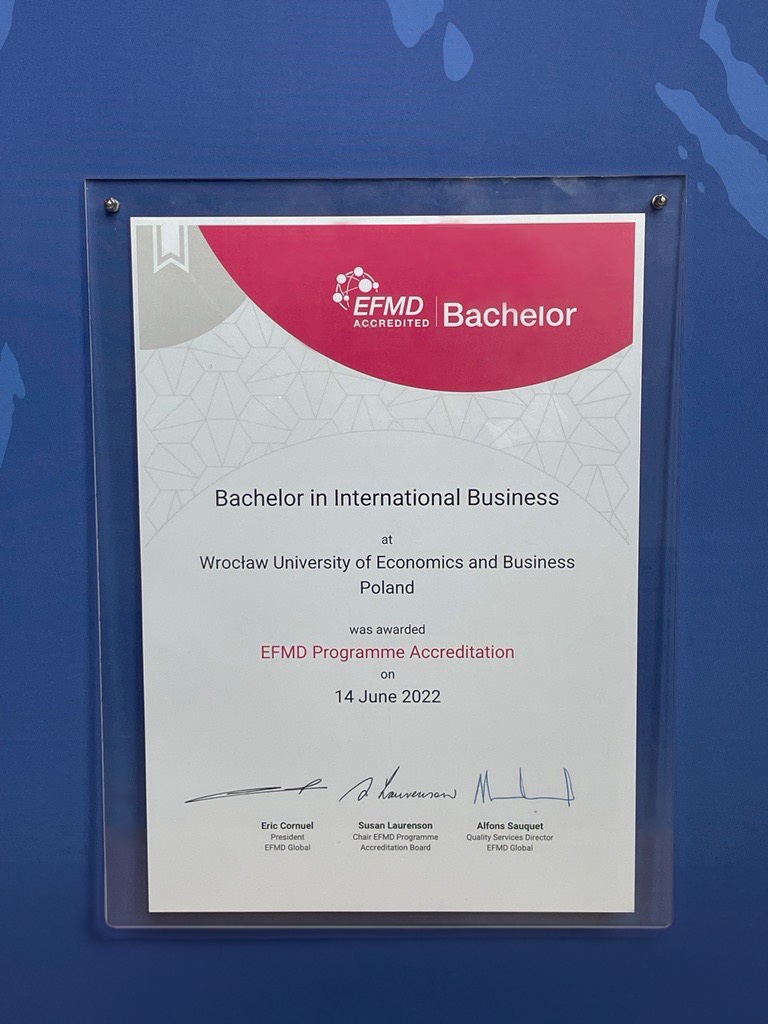 EFMD
ACCREDITED
Bachelor
Bachelor in International Business
at
Wrocław University of Economics and Business
Poland
was awarded
EFMD Programme Accreditation
on
14 June 2022
S Laurenson
Eric Cornuel
President
EFMD Global
Susan Laurenson
Chair EFMD Programme
Accreditation Board
Alfons Sauquet
Quality Services Director
EFMD Global